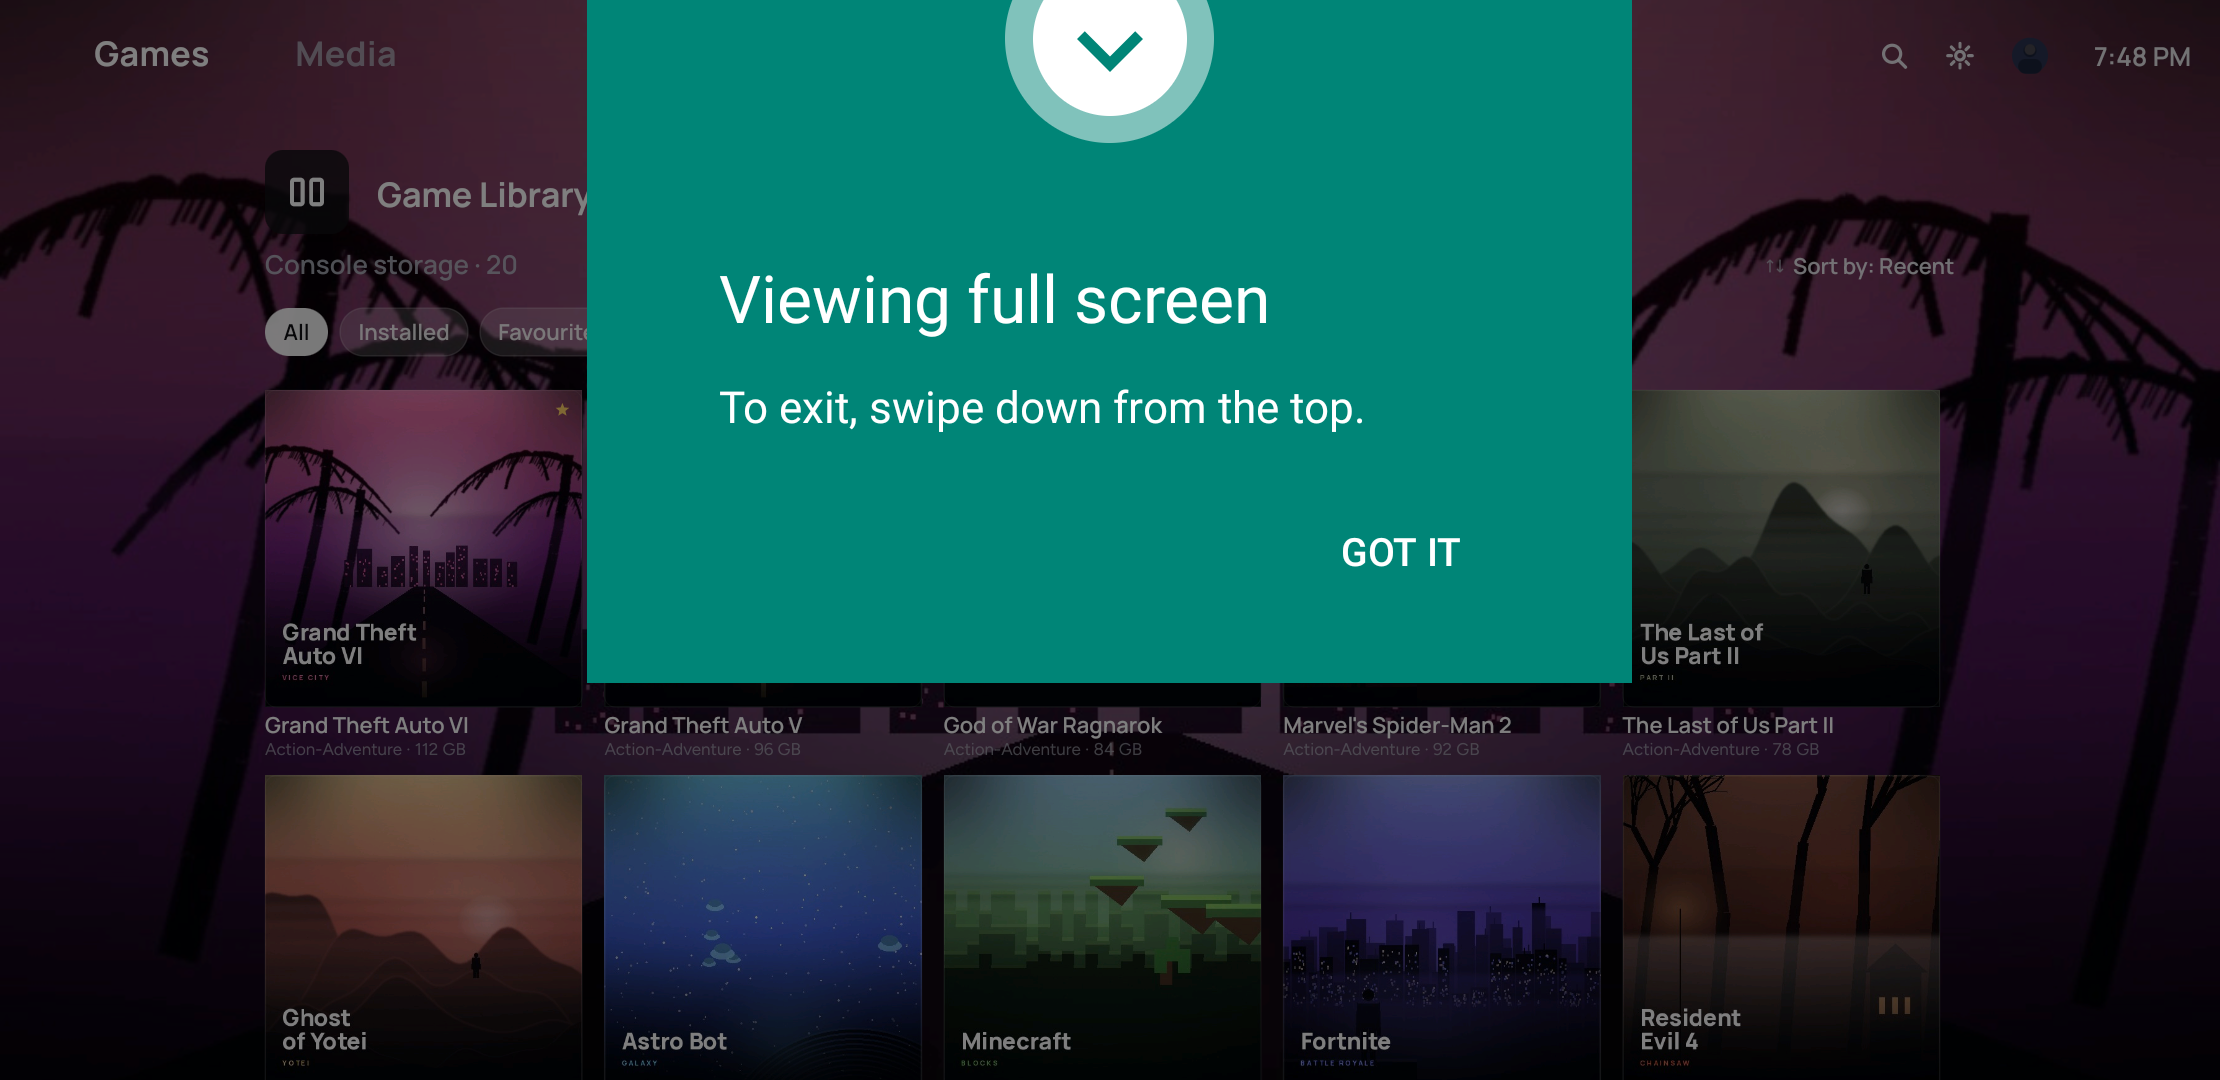 Games
Media
7:48 PM
Game Library
Console storage · 20
↑↓ Sort by: Recent
All
Installed
Favourite
Viewing full screen
To exit, swipe down from the top.
GOT IT
Grand Theft
Auto VI
VICE CITY
The Last of
Us Part II
PART II
Grand Theft Auto VI
Action-Adventure · 112 GB
Grand Theft Auto V
Action-Adventure · 96 GB
God of War Ragnarok
Action-Adventure · 84 GB
Marvel's Spider-Man 2
Action-Adventure · 92 GB
The Last of Us Part II
Action-Adventure · 78 GB
Ghost
of Yotei
YOTEI
Astro Bot
GALAXY
Minecraft
BLOCKS
Fortnite
BATTLE ROYALE
Resident
Evil 4
CHAINSAW